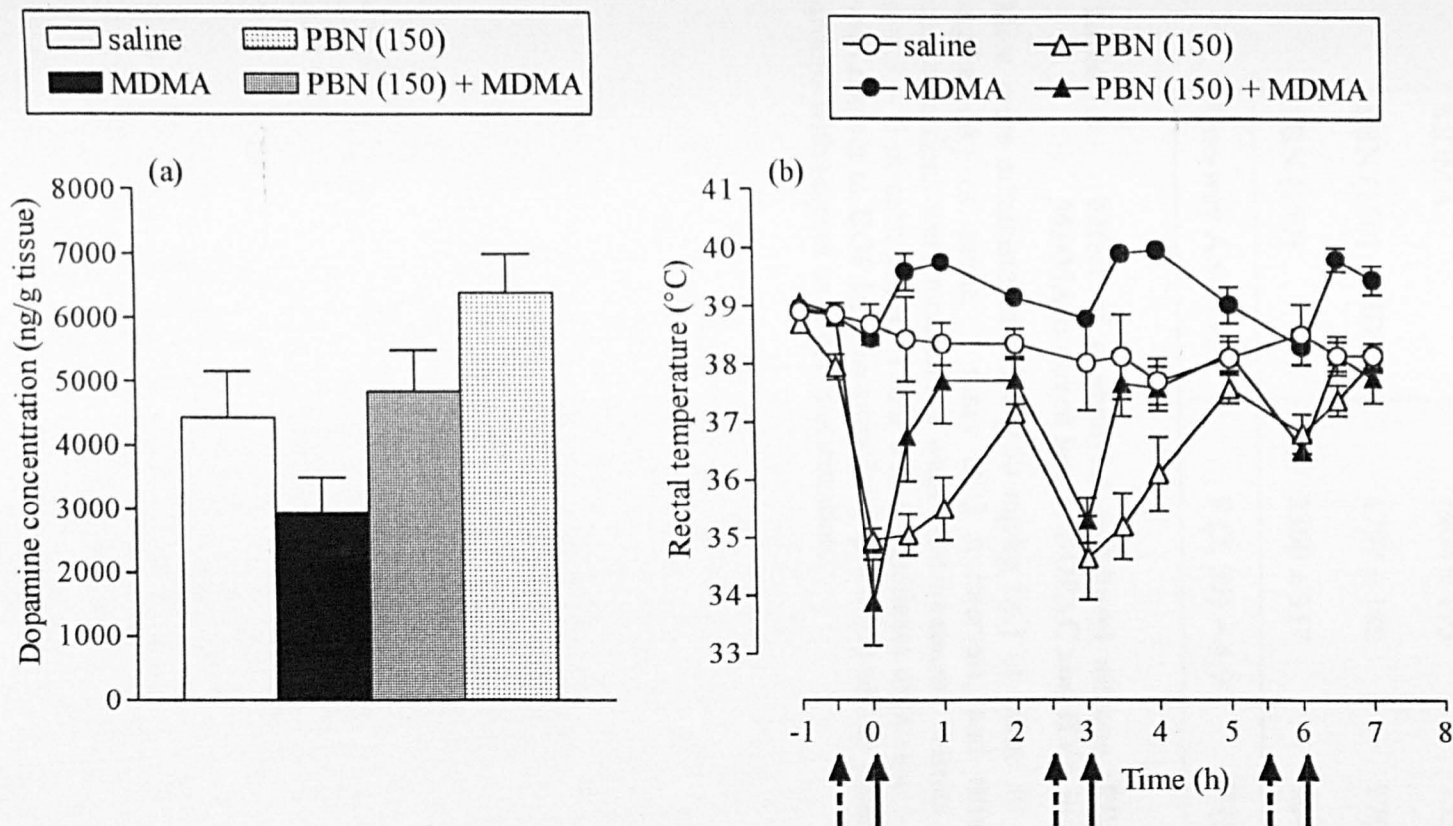 saline PBN (150)
MDMA PBN (150) + MDMA
(a)
Dopamine concentration (ng/g tissue)
8000
7000
6000
5000
4000
3000
2000
1000
0
saline PBN (150)
MDMA PBN (150) + MDMA
(b)
Rectal temperature (°C)
41
40
39
38
37
36
35
34
33
-1 0 1 2 3 4 5 6 7 8
Time (h)